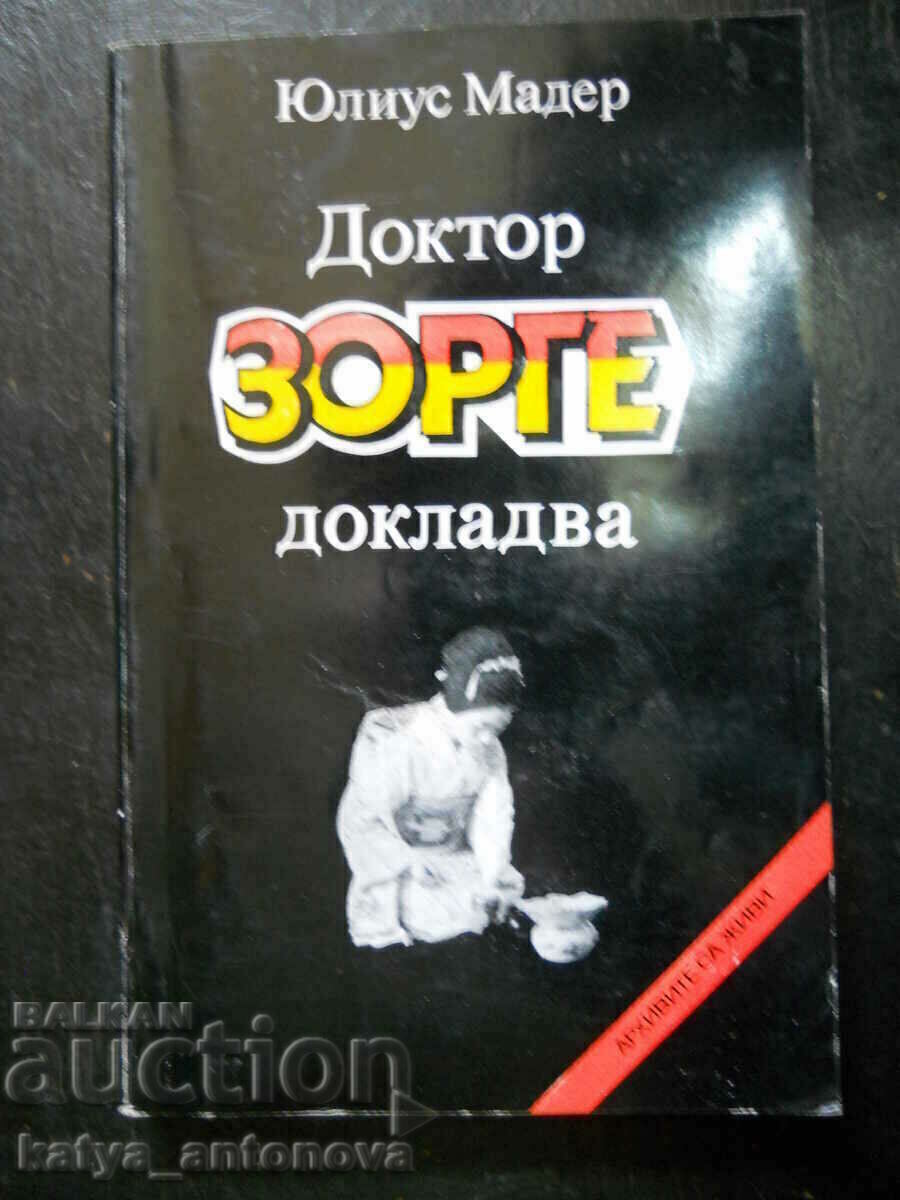 Юлиус Мадер
Доктор
ЗОРГЕ
докладва
АРХИВИТЕ СА ЖИВИ
BALKAN
auction
katya_antonova